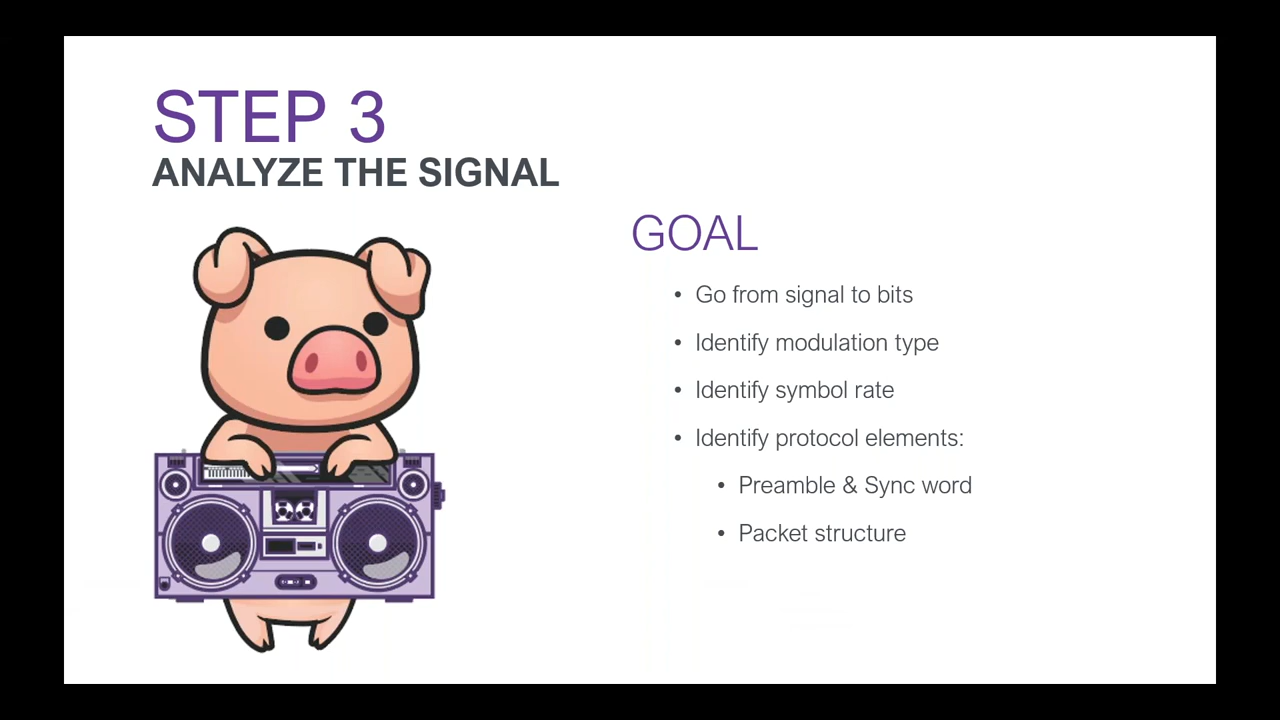 STEP 3
ANALYZE THE SIGNAL
GOAL
• Go from signal to bits
• Identify modulation type
• Identify symbol rate
• Identify protocol elements:
• Preamble & Sync word
• Packet structure